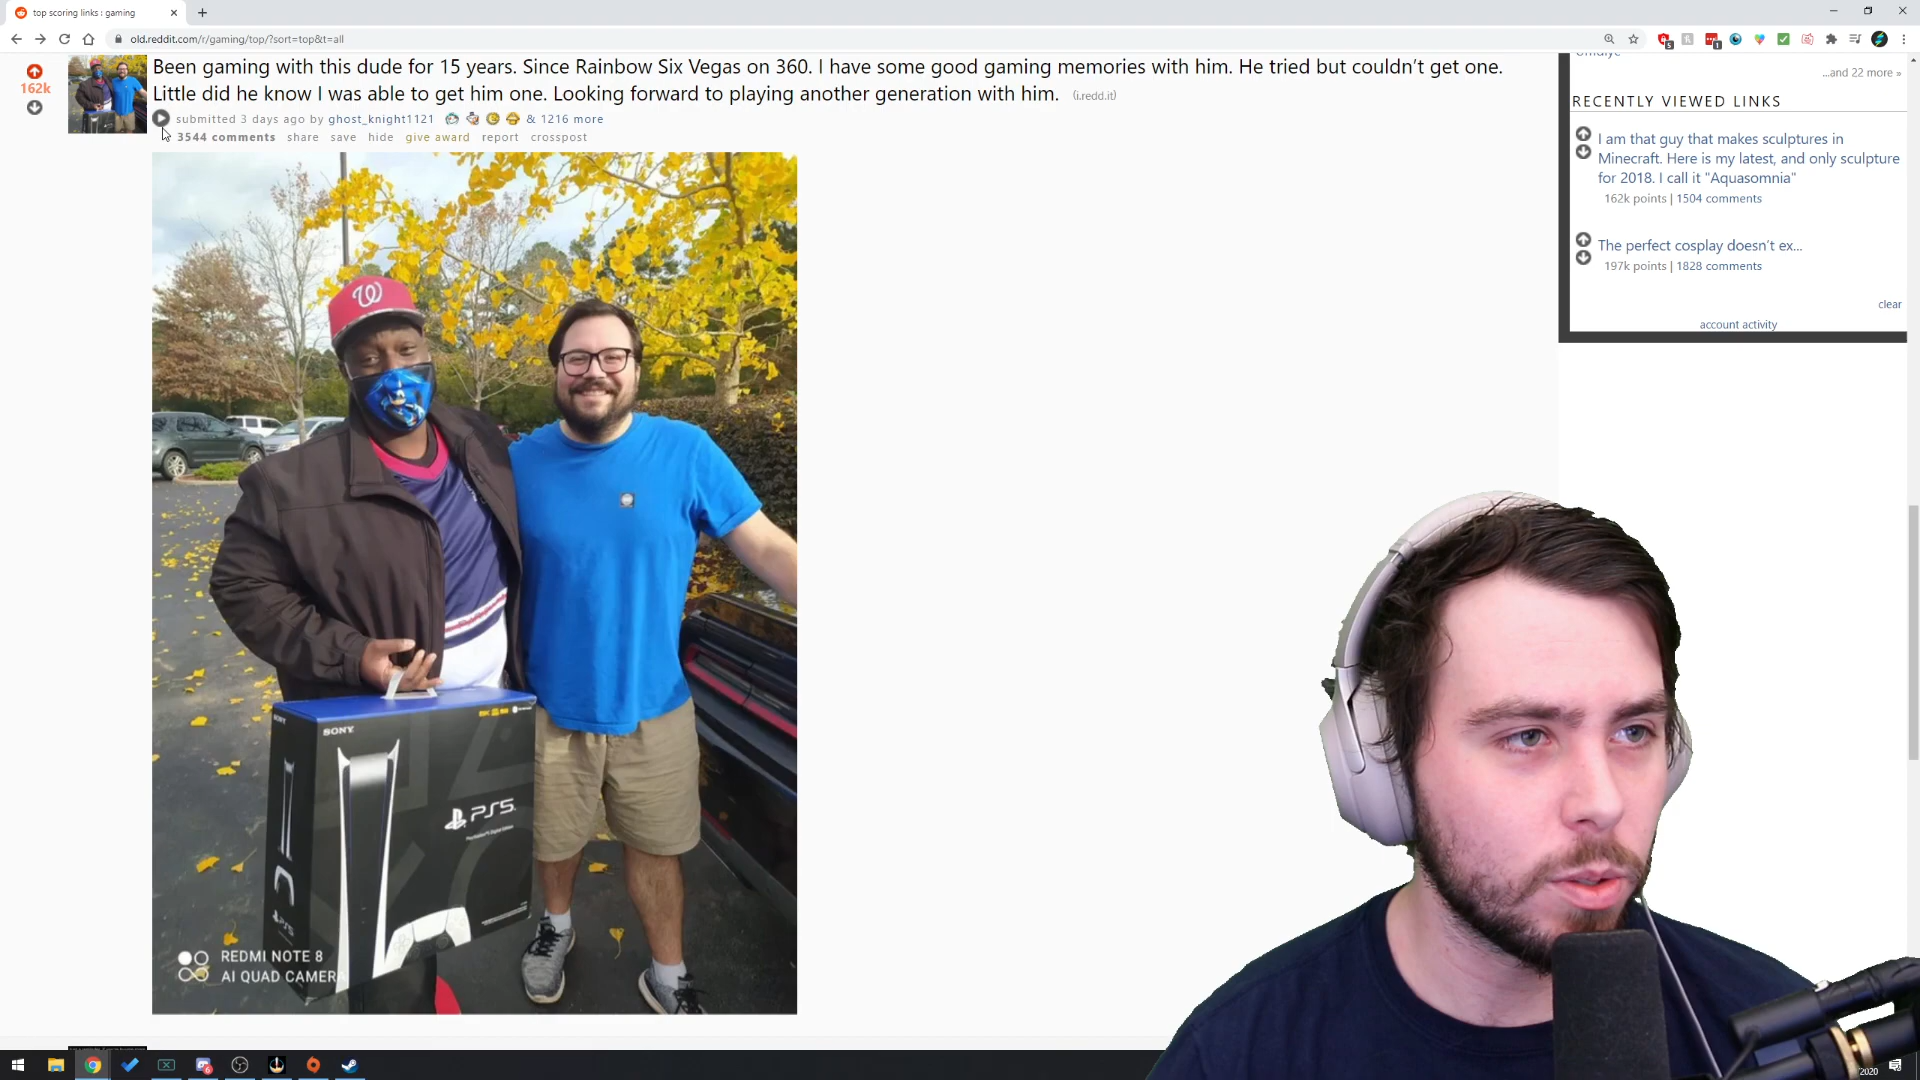 top scoring links : gaming
old.reddit.com/r/gaming/top/?sort=top&t=all
162k
Been gaming with this dude for 15 years. Since Rainbow Six Vegas on 360. I have some good gaming memories with him. He tried but couldn't get one.
Little did he know I was able to get him one. Looking forward to playing another generation with him. (i.redd.it)
submitted 3 days ago by ghost_knight1121 & 1216 more
3544 comments share save hide give award report crosspost
...and 22 more »
RECENTLY VIEWED LINKS
I am that guy that makes sculptures in
Minecraft. Here is my latest, and only sculpture
for 2018. I call it "Aquasomnia"
162k points | 1504 comments
The perfect cosplay doesn't ex...
197k points | 1828 comments
clear
account activity
W
SONY
SONY
PS5
PS5
REDMI NOTE 8
AI QUAD CAMERA
2020